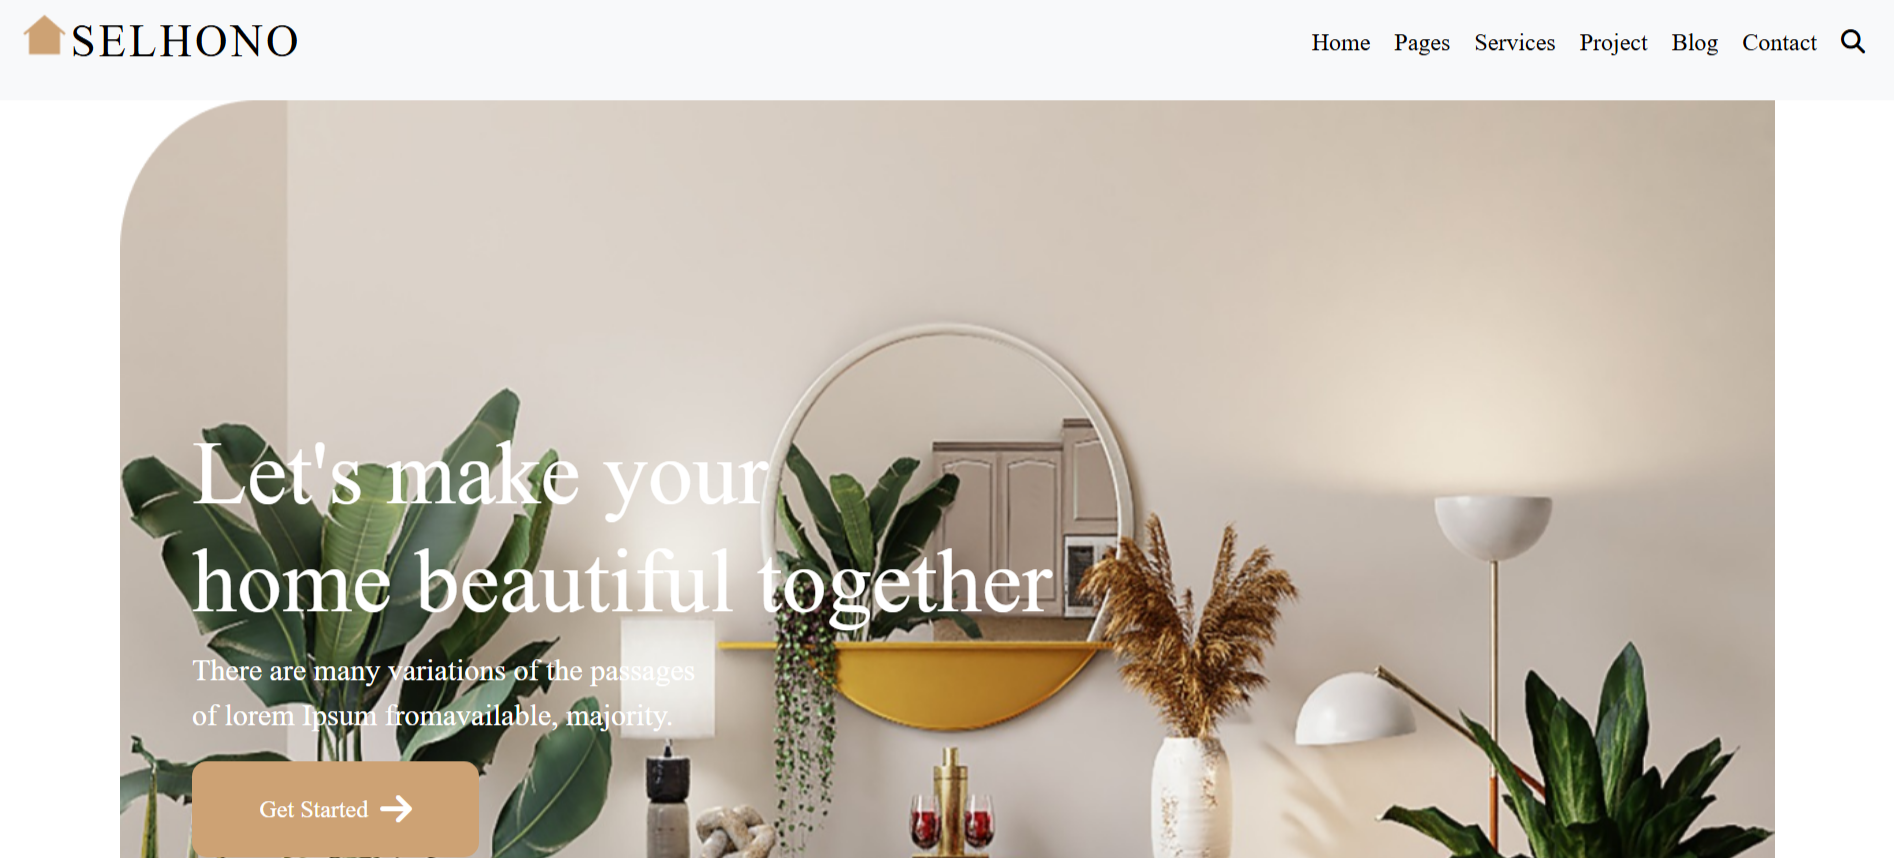 SELHONO
Home Pages Services Project Blog Contact
Let's make your
home beautiful together
There are many variations of the passages
of lorem Ipsum fromavailable, majority.
Get Started